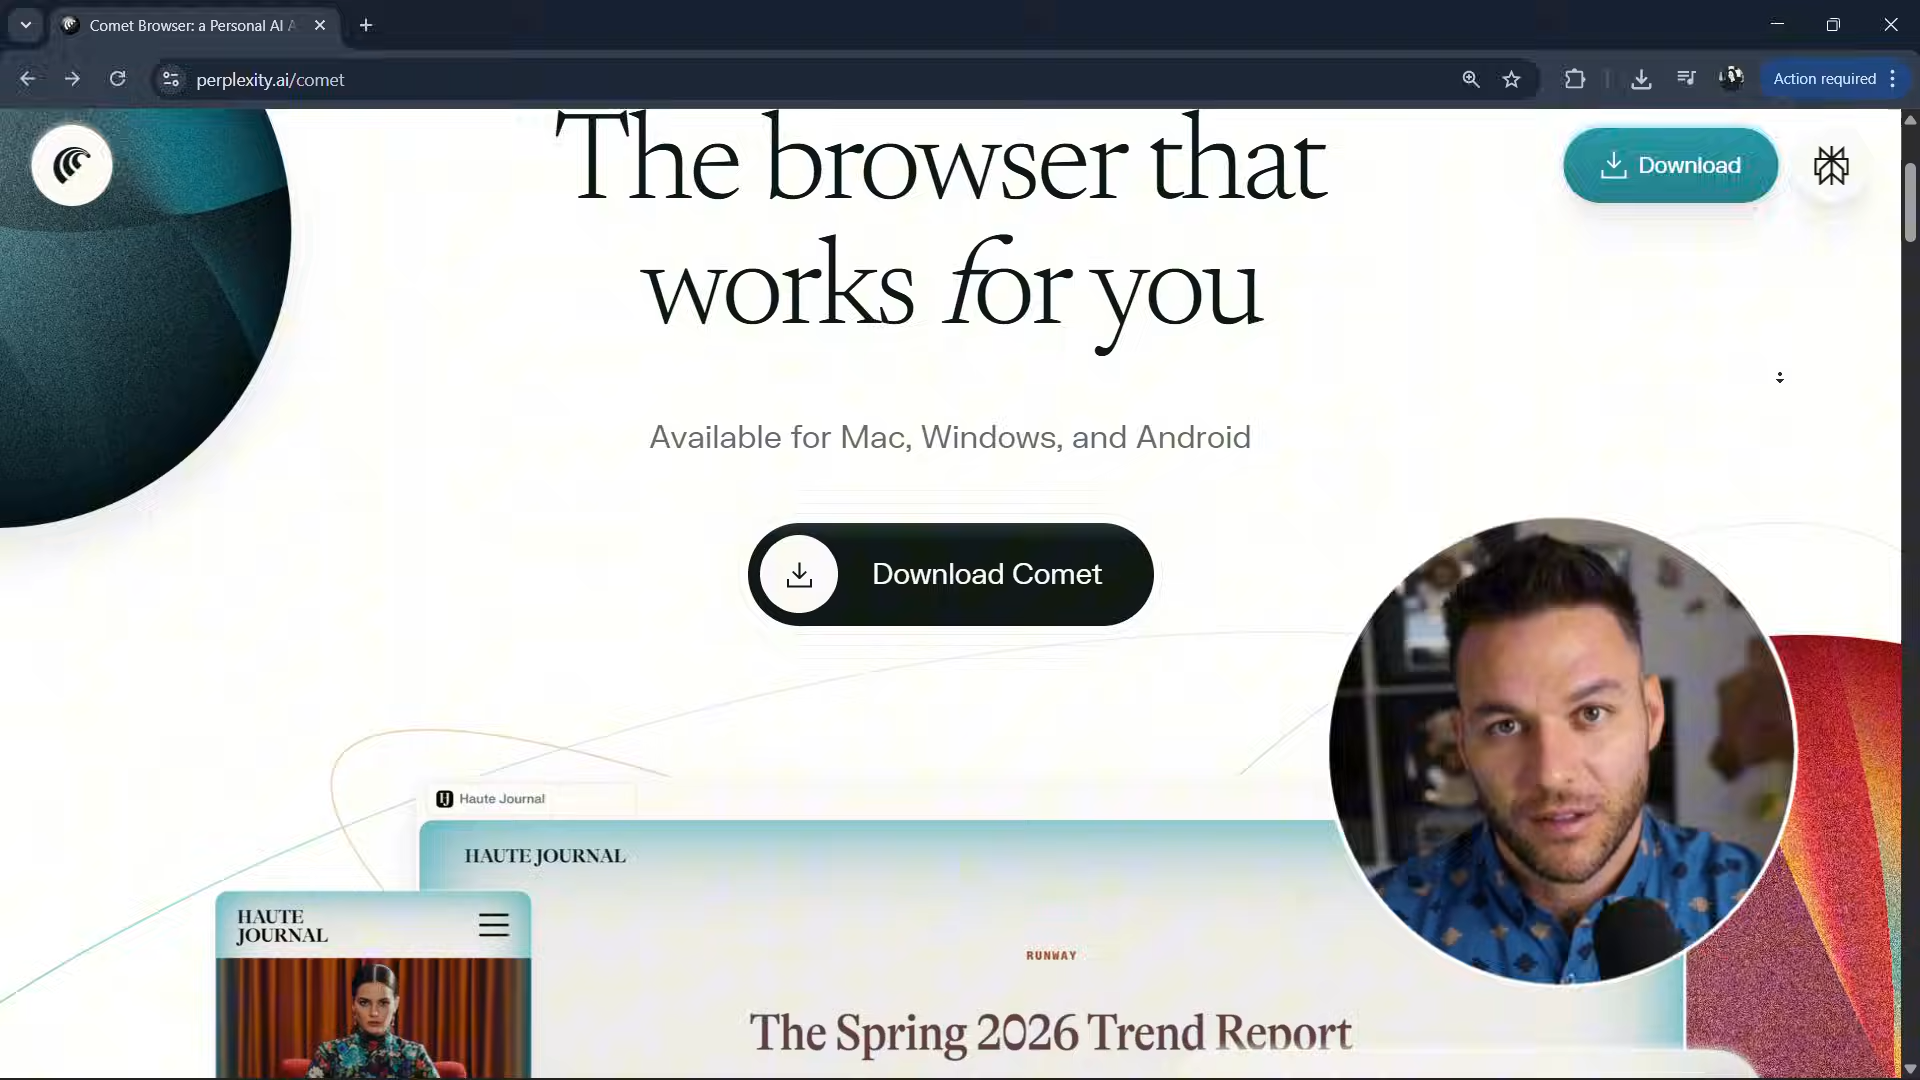 Comet Browser: a Personal AI A
perplexity.ai/comet
Action required
The browser that
works for you
Download
Available for Mac, Windows, and Android
Download Comet
Haute Journal
HAUTE JOURNAL
HAUTE
JOURNAL
RUNWAY
The Spring 2026 Trend Report